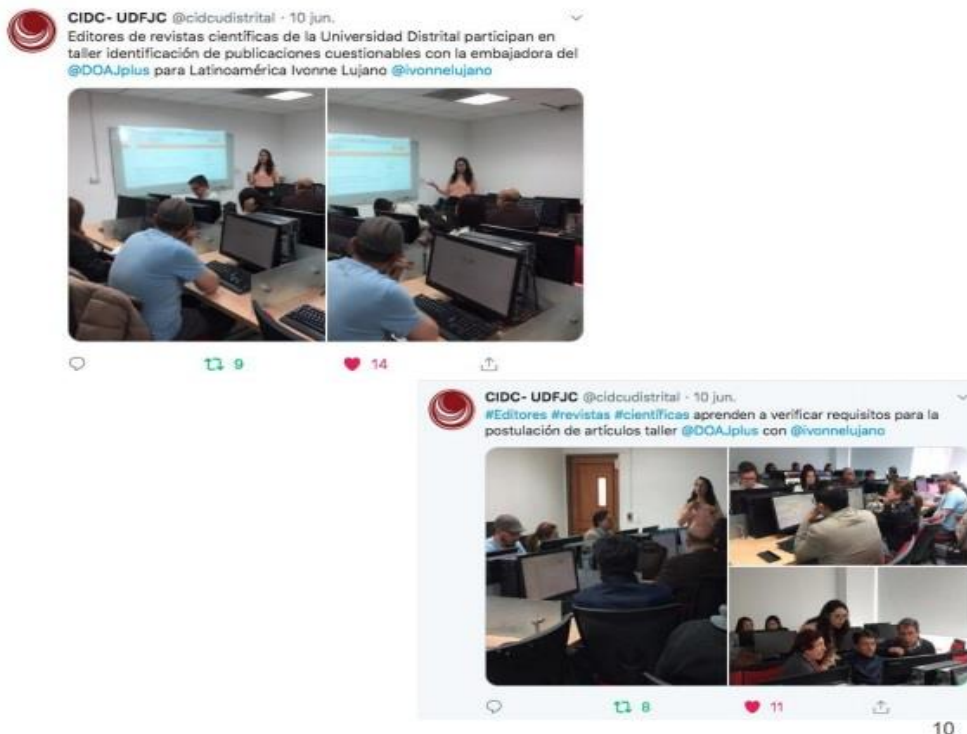 CIDC- UDFJC @cidcudistrital · 10 jun.
Editores de revistas científicas de la Universidad Distrital participan en
taller identificación de publicaciones cuestionables con la embajadora del
@DOAJplus para Latinoamérica Ivonne Lujano @ivonnelujano
9 14
CIDC- UDFJC @cidcudistrital · 10 jun.
#Editores #revistas #científicas aprenden a verificar requisitos para la
postulación de artículos taller @DOAJplus con @ivonnelujano
8 11
10